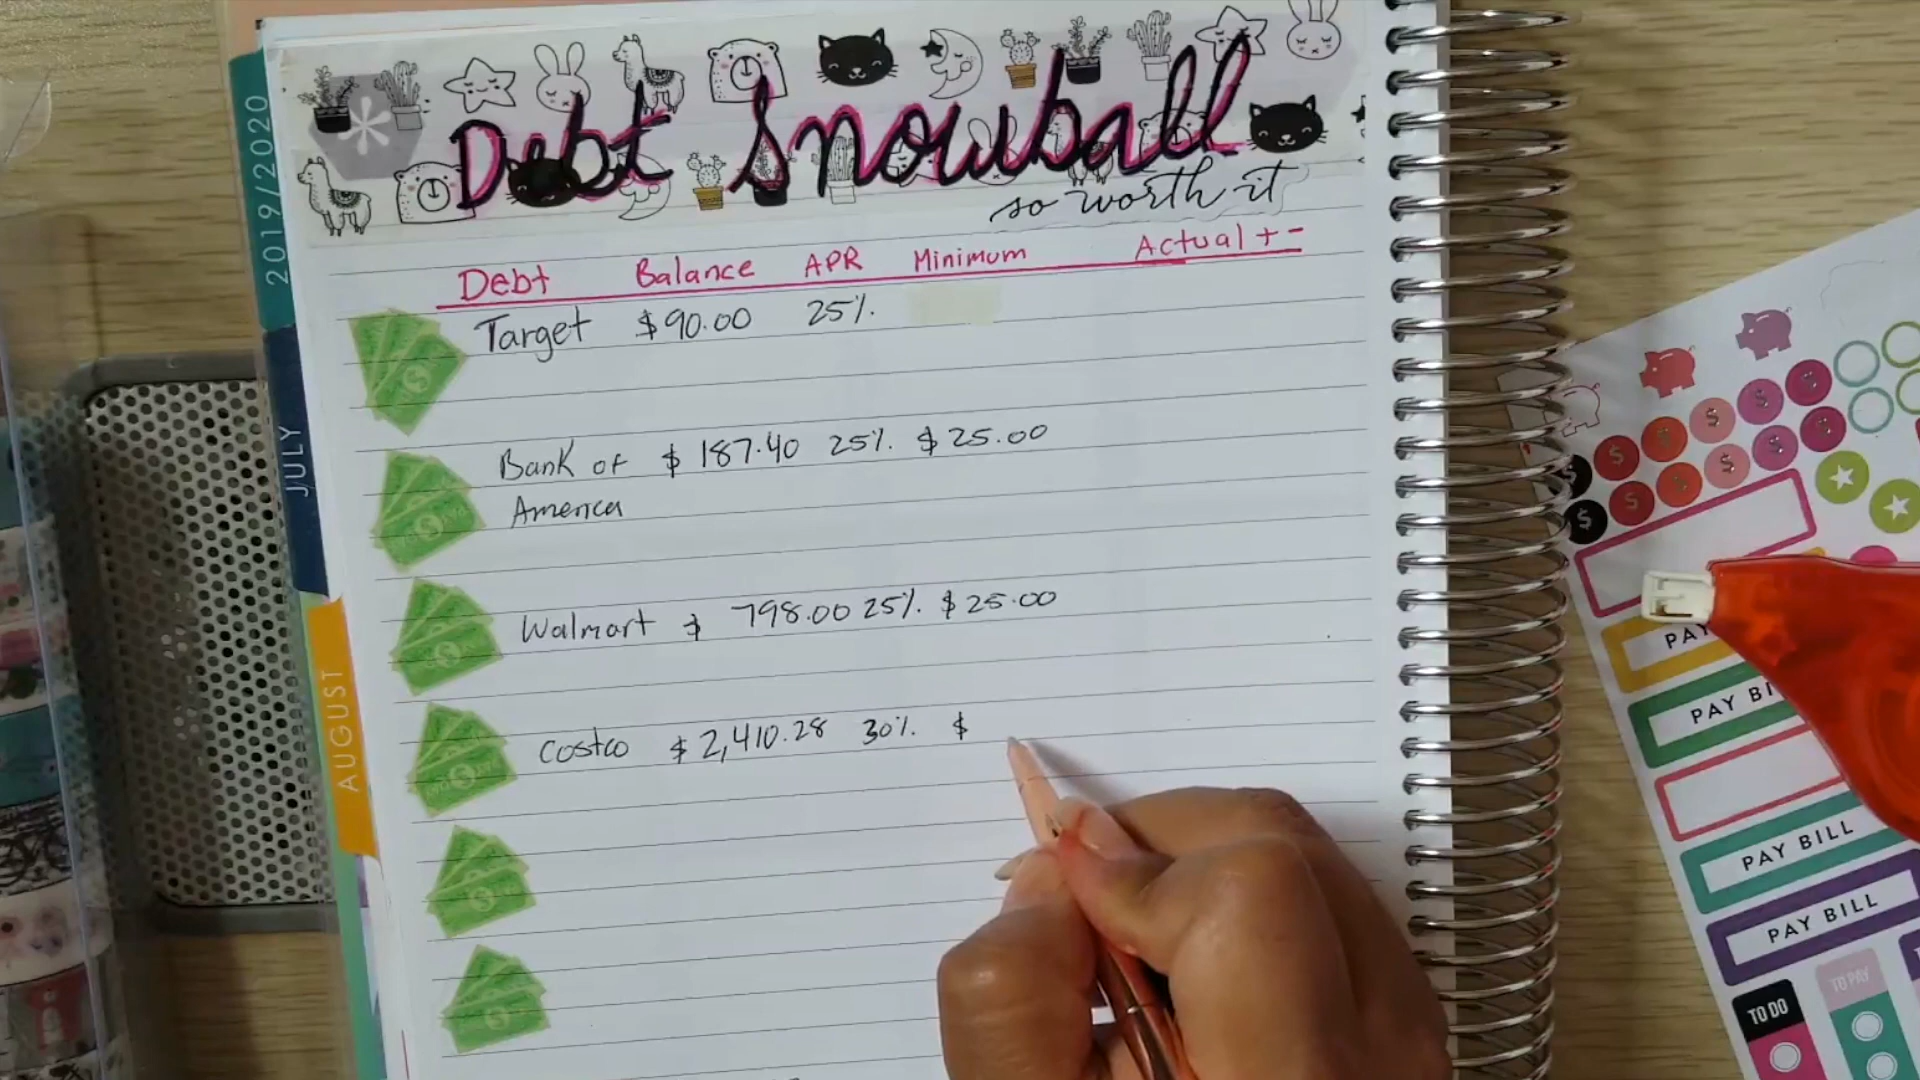 2019/2020
JULY
AUGUST
Debt Snowball
so worth it
Debt Balance APR Minimum Actual + -
Target $90.00 25%.
Bank of $ 187.40 25%. $25.00
America
Walmart $ 798.00 25%. $25.00
Costco $2,410.28 30%. $
PAY
PAY BI
PAY BILL
PAY BILL
TO DO
TO PAY